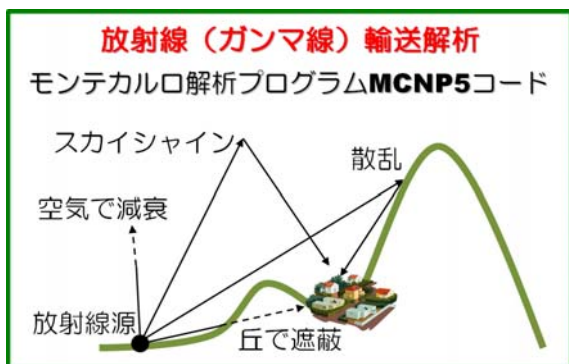 放射線（ガンマ線）輸送解析
モンテカルロ解析プログラムMCNP5コード
スカイシャイン
散乱
空気で減衰
放射線源
丘で遮蔽